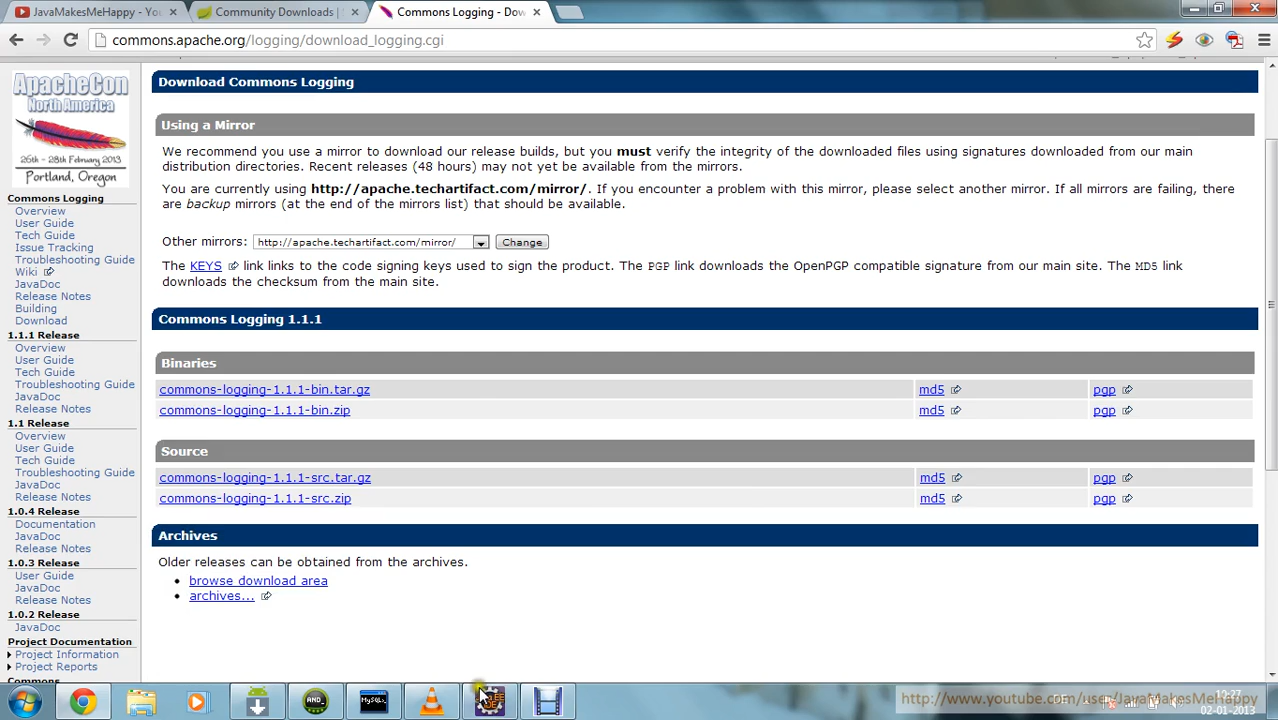 JavaMakesMeHappy - You
Community Downloads |
Commons Logging - Dow
commons.apache.org/logging/download_logging.cgi
ApacheCon
North America
26th - 28th February 2013
Portland, Oregon
Commons Logging
Overview
User Guide
Tech Guide
Issue Tracking
Troubleshooting Guide
Wiki
JavaDoc
Release Notes
Building
Download
1.1.1 Release
Overview
User Guide
Tech Guide
Troubleshooting Guide
JavaDoc
Release Notes
1.1 Release
Overview
User Guide
Tech Guide
Troubleshooting Guide
JavaDoc
Release Notes
1.0.4 Release
Documentation
JavaDoc
Release Notes
1.0.3 Release
User Guide
JavaDoc
Release Notes
1.0.2 Release
JavaDoc
Project Documentation
Project Information
Project Reports
Commons
Download Commons Logging
Using a Mirror
We recommend you use a mirror to download our release builds, but you must verify the integrity of the downloaded files using signatures downloaded from our main
distribution directories. Recent releases (48 hours) may not yet be available from the mirrors.
You are currently using http://apache.techartifact.com/mirror/. If you encounter a problem with this mirror, please select another mirror. If all mirrors are failing, there
are backup mirrors (at the end of the mirrors list) that should be available.
Other mirrors: http://apache.techartifact.com/mirror/ Change
The KEYS link links to the code signing keys used to sign the product. The PGP link downloads the OpenPGP compatible signature from our main site. The MD5 link
downloads the checksum from the main site.
Commons Logging 1.1.1
Binaries
commons-logging-1.1.1-bin.tar.gz md5 pgp
commons-logging-1.1.1-bin.zip md5 pgp
Source
commons-logging-1.1.1-src.tar.gz md5 pgp
commons-logging-1.1.1-src.zip md5 pgp
Archives
Older releases can be obtained from the archives.
browse download area
archives...
AND
MySQL
http://www.youtube.com/user/JavaMakesMeHappy
10:27
02-01-2013